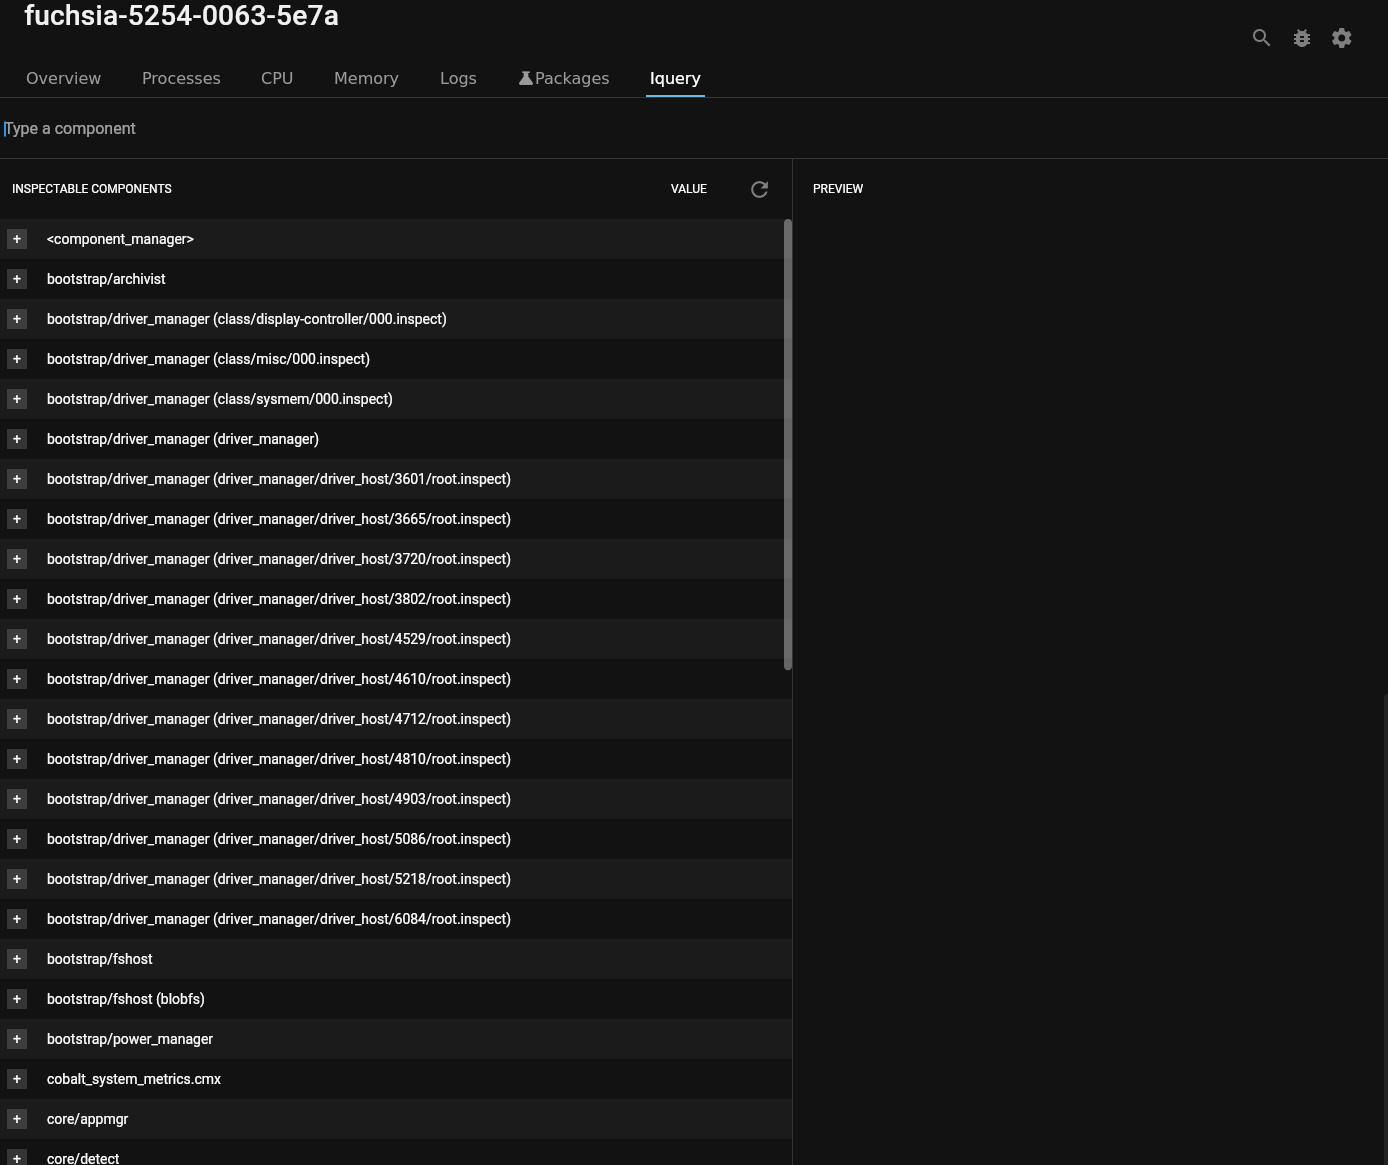 fuchsia-5254-0063-5e7a
Overview Processes CPU Memory Logs Packages Iquery
Type a component
INSPECTABLE COMPONENTS VALUE PREVIEW
+ <component_manager>
+ bootstrap/archivist
+ bootstrap/driver_manager (class/display-controller/000.inspect)
+ bootstrap/driver_manager (class/misc/000.inspect)
+ bootstrap/driver_manager (class/sysmem/000.inspect)
+ bootstrap/driver_manager (driver_manager)
+ bootstrap/driver_manager (driver_manager/driver_host/3601/root.inspect)
+ bootstrap/driver_manager (driver_manager/driver_host/3665/root.inspect)
+ bootstrap/driver_manager (driver_manager/driver_host/3720/root.inspect)
+ bootstrap/driver_manager (driver_manager/driver_host/3802/root.inspect)
+ bootstrap/driver_manager (driver_manager/driver_host/4529/root.inspect)
+ bootstrap/driver_manager (driver_manager/driver_host/4610/root.inspect)
+ bootstrap/driver_manager (driver_manager/driver_host/4712/root.inspect)
+ bootstrap/driver_manager (driver_manager/driver_host/4810/root.inspect)
+ bootstrap/driver_manager (driver_manager/driver_host/4903/root.inspect)
+ bootstrap/driver_manager (driver_manager/driver_host/5086/root.inspect)
+ bootstrap/driver_manager (driver_manager/driver_host/5218/root.inspect)
+ bootstrap/driver_manager (driver_manager/driver_host/6084/root.inspect)
+ bootstrap/fshost
+ bootstrap/fshost (blobfs)
+ bootstrap/power_manager
+ cobalt_system_metrics.cmx
+ core/appmgr
+ core/detect